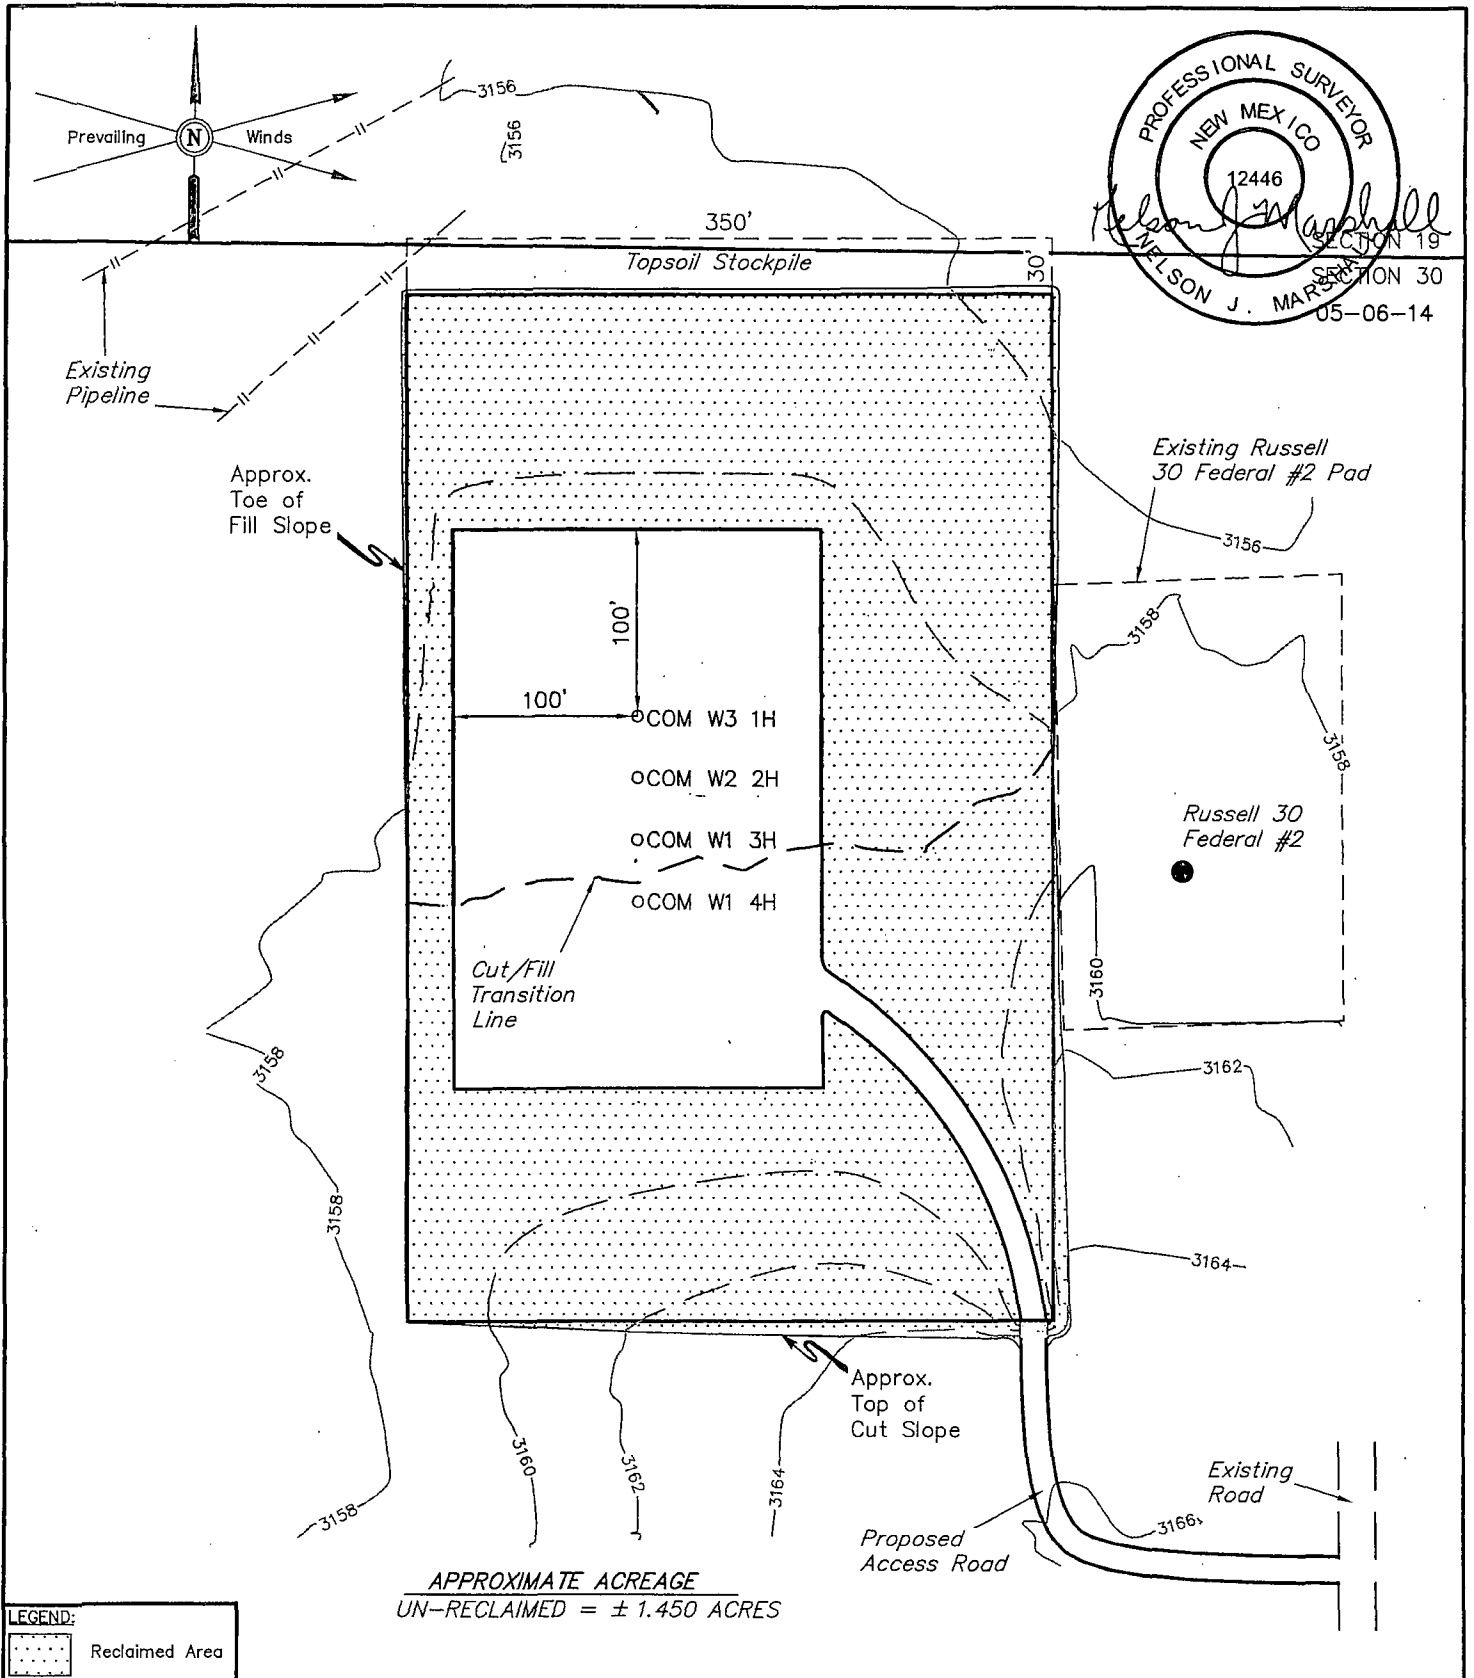 Prevailing N Winds
3156
3156
PROFESSIONAL SURVEYOR
NEW MEXICO
12446
Nelson J Marshall
NELSON J. MARSHALL
SECTION 19
SECTION 30
05-06-14
350'
Topsoil Stockpile
30'
Existing
Pipeline
Approx.
Toe of
Fill Slope
Existing Russell
30 Federal #2 Pad
3156
3158
3158
100'
100'
COM W3 1H
COM W2 2H
COM W1 3H
COM W1 4H
Russell 30
Federal #2
Cut/Fill
Transition
Line
3160
3158
3162
3158
3164
Approx.
Top of
Cut Slope
3160
3162
3164
3158
Existing
Road
3166
Proposed
Access Road
APPROXIMATE ACREAGE
UN-RECLAIMED = ± 1.450 ACRES
LEGEND:
Reclaimed Area